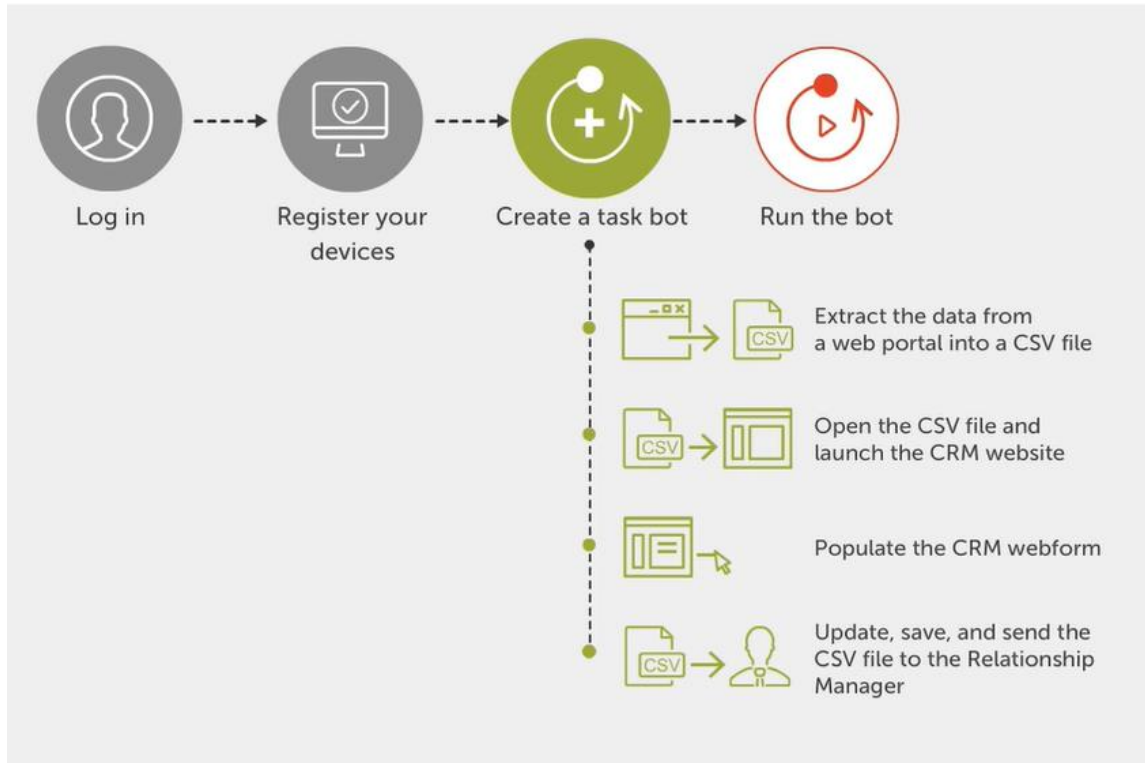 Log in
Register your
devices
Create a task bot
Run the bot
CSV
Extract the data from
a web portal into a CSV file
CSV
Open the CSV file and
launch the CRM website
Populate the CRM webform
CSV
Update, save, and send the
CSV file to the Relationship
Manager